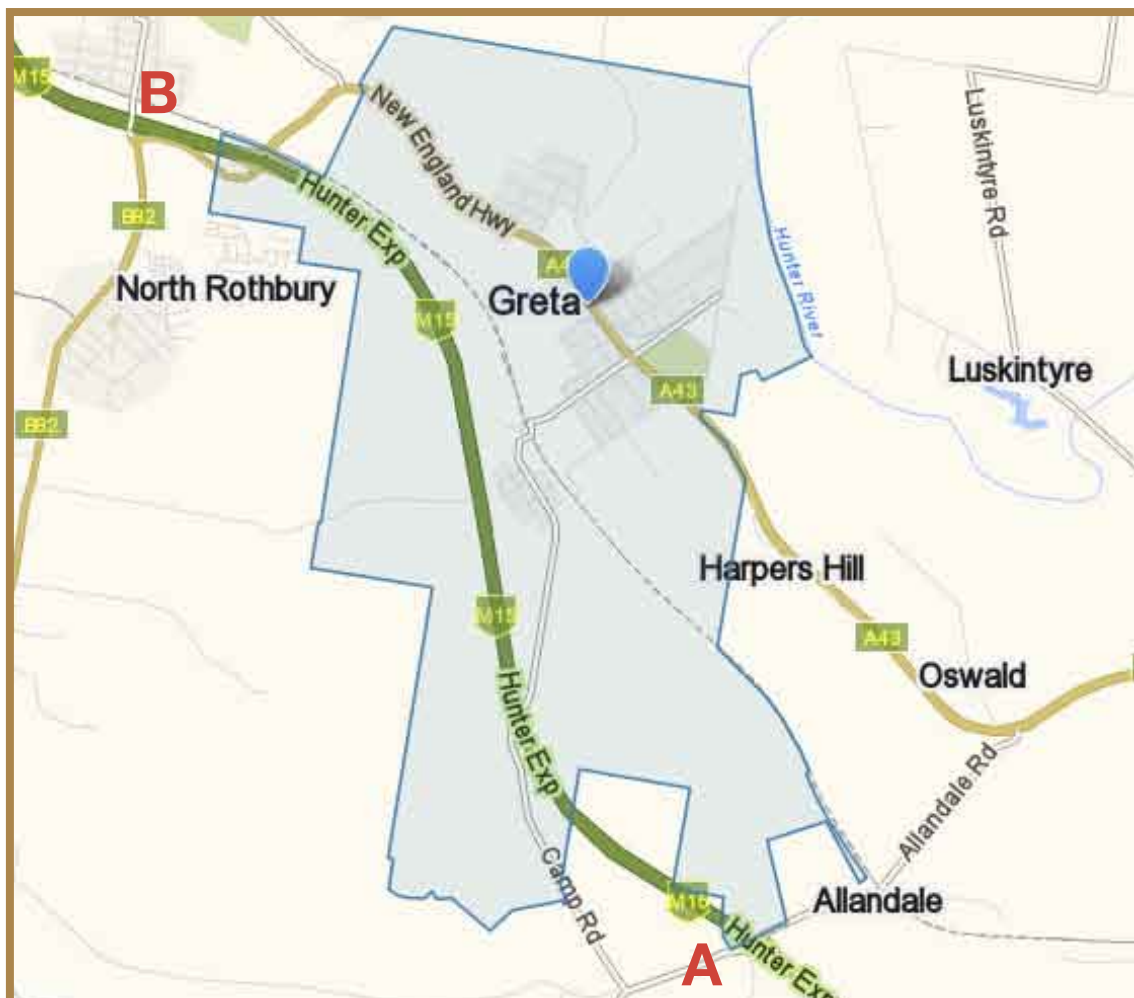 M15
B
New England Hwy
Luskintyre Rd
Hunter Exp
B82
Hunter River
A4
North Rothbury
Greta
M15
Luskintyre
A43
B82
Harpers Hill
M15
A43
Oswald
Hunter Exp
Allandale Rd
Camp Rd
M15
Allandale
Hunter Exp
A